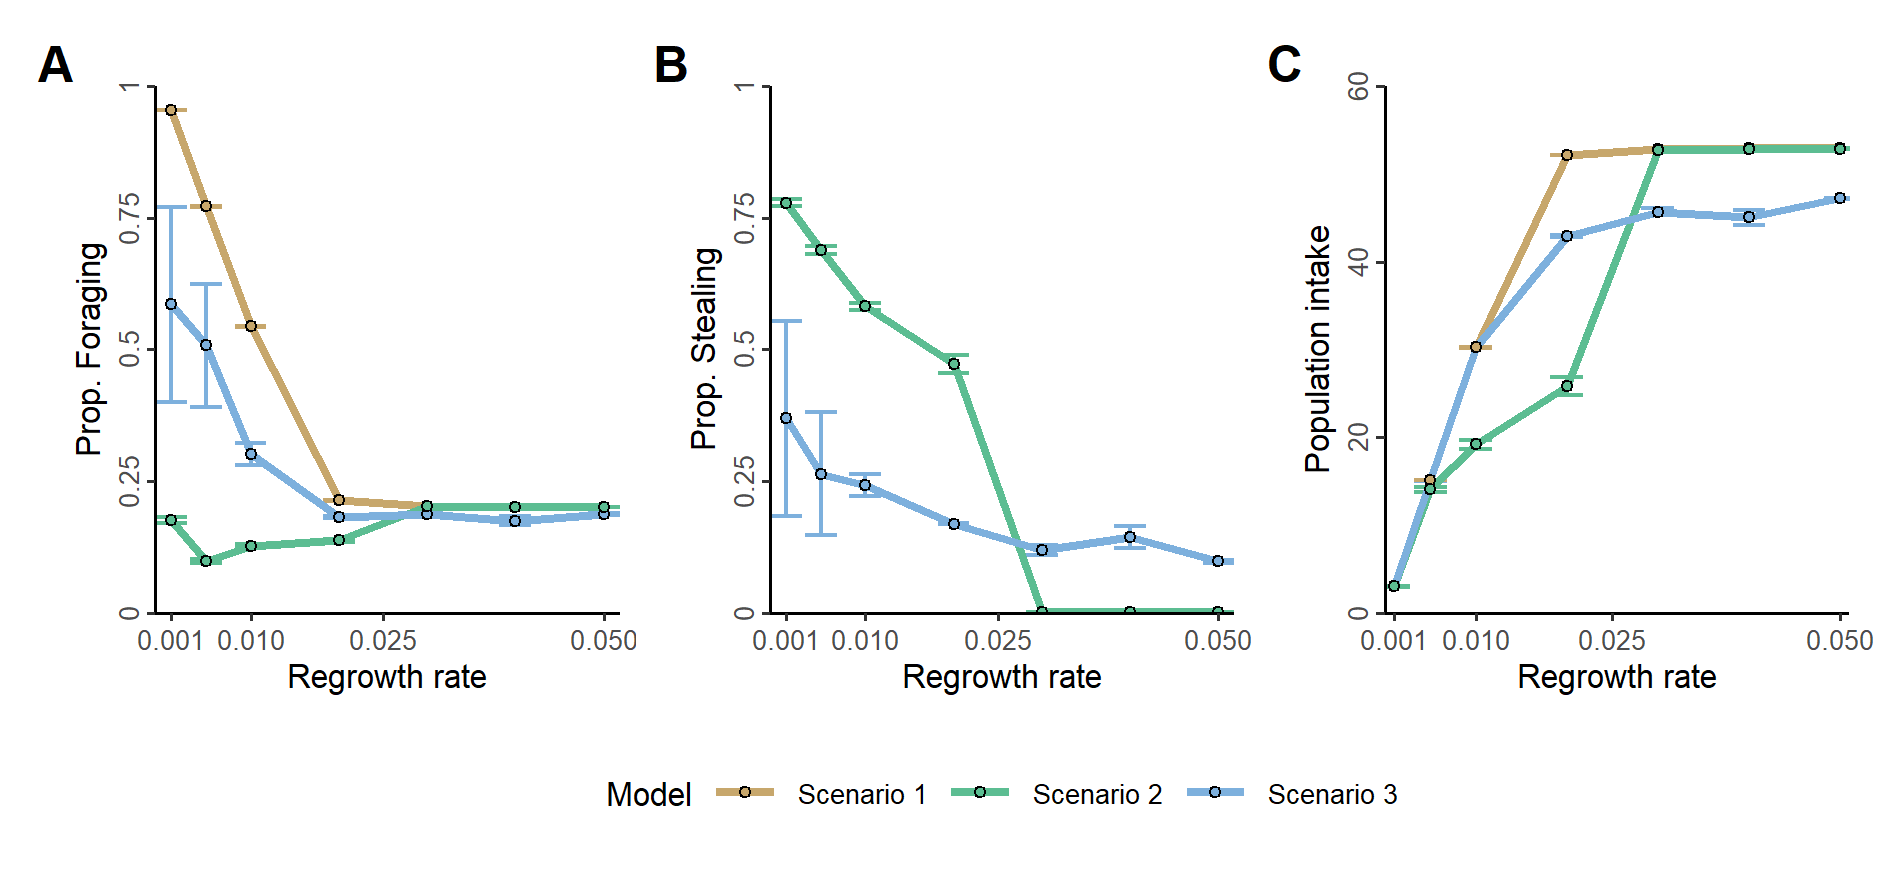 A
B
C
Prop. Foraging
1
0.75
0.5
0.25
0
0.001
0.010
0.025
0.050
Regrowth rate
Prop. Stealing
1
0.75
0.5
0.25
0
0.001
0.010
0.025
0.050
Regrowth rate
Population intake
60
40
20
0
0.001
0.010
0.025
0.050
Regrowth rate
Model Scenario 1 Scenario 2 Scenario 3